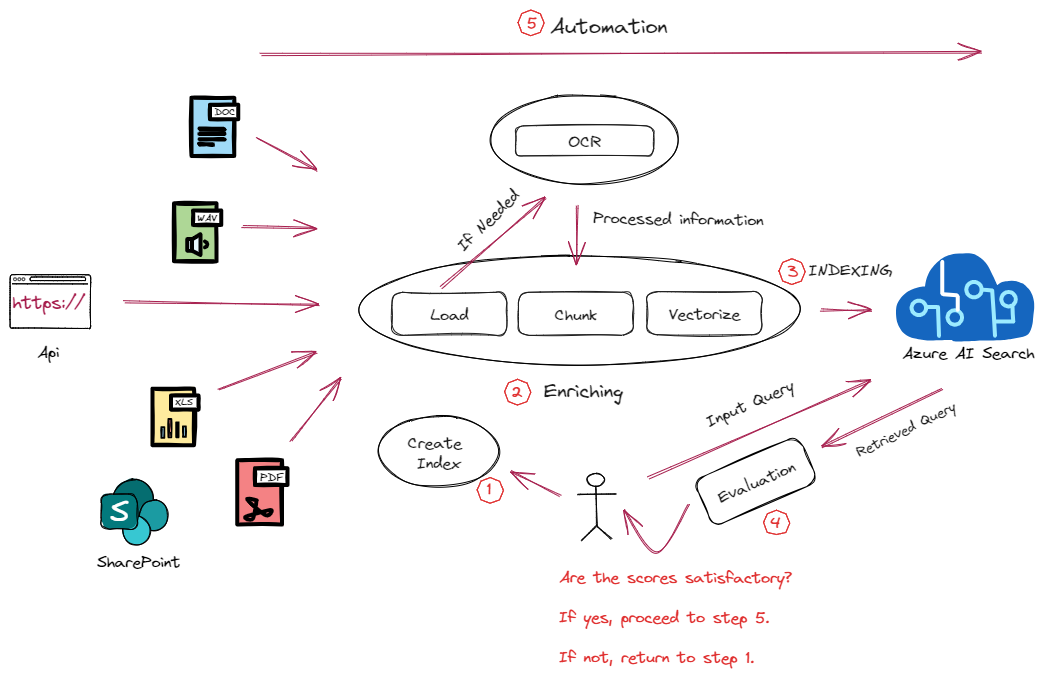 5 Automation
DOC
OCR
WAV
If Needed
Processed information
3 INDEXING
https://
Load
Chunk
Vectorize
Api
Azure AI Search
2 Enriching
XLS
Input Query
Retrieved Query
Create
Index
PDF
1
Evaluation
4
S
SharePoint
Are the scores satisfactory?
If yes, proceed to step 5.
If not, return to step 1.